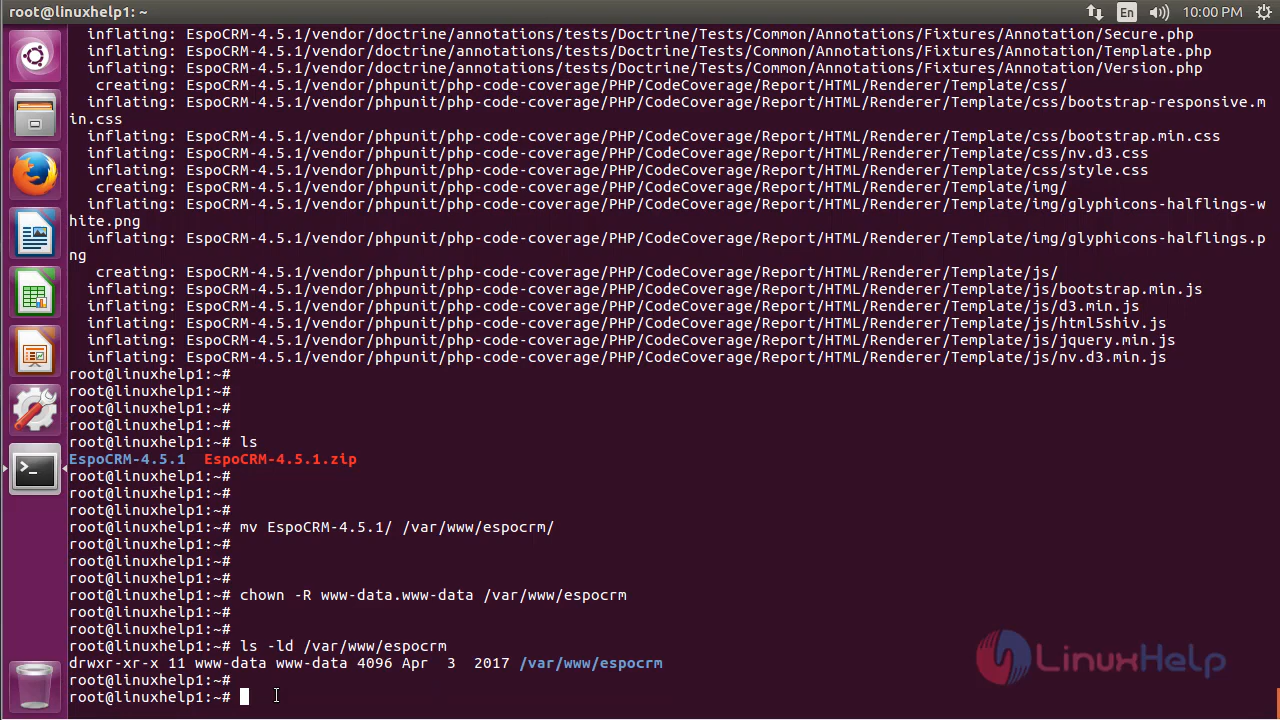 root@linuxhelp1: ~
En
10:00 PM
inflating: EspoCRM-4.5.1/vendor/doctrine/annotations/tests/Doctrine/Tests/Common/Annotations/Fixtures/Annotation/Secure.php
inflating: EspoCRM-4.5.1/vendor/doctrine/annotations/tests/Doctrine/Tests/Common/Annotations/Fixtures/Annotation/Template.php
inflating: EspoCRM-4.5.1/vendor/doctrine/annotations/tests/Doctrine/Tests/Common/Annotations/Fixtures/Annotation/Version.php
creating: EspoCRM-4.5.1/vendor/phpunit/php-code-coverage/PHP/CodeCoverage/Report/HTML/Renderer/Template/css/
inflating: EspoCRM-4.5.1/vendor/phpunit/php-code-coverage/PHP/CodeCoverage/Report/HTML/Renderer/Template/css/bootstrap-responsive.m
in.css
inflating: EspoCRM-4.5.1/vendor/phpunit/php-code-coverage/PHP/CodeCoverage/Report/HTML/Renderer/Template/css/bootstrap.min.css
inflating: EspoCRM-4.5.1/vendor/phpunit/php-code-coverage/PHP/CodeCoverage/Report/HTML/Renderer/Template/css/nv.d3.css
inflating: EspoCRM-4.5.1/vendor/phpunit/php-code-coverage/PHP/CodeCoverage/Report/HTML/Renderer/Template/css/style.css
creating: EspoCRM-4.5.1/vendor/phpunit/php-code-coverage/PHP/CodeCoverage/Report/HTML/Renderer/Template/img/
inflating: EspoCRM-4.5.1/vendor/phpunit/php-code-coverage/PHP/CodeCoverage/Report/HTML/Renderer/Template/img/glyphicons-halflings-w
hite.png
inflating: EspoCRM-4.5.1/vendor/phpunit/php-code-coverage/PHP/CodeCoverage/Report/HTML/Renderer/Template/img/glyphicons-halflings.p
ng
creating: EspoCRM-4.5.1/vendor/phpunit/php-code-coverage/PHP/CodeCoverage/Report/HTML/Renderer/Template/js/
inflating: EspoCRM-4.5.1/vendor/phpunit/php-code-coverage/PHP/CodeCoverage/Report/HTML/Renderer/Template/js/bootstrap.min.js
inflating: EspoCRM-4.5.1/vendor/phpunit/php-code-coverage/PHP/CodeCoverage/Report/HTML/Renderer/Template/js/d3.min.js
inflating: EspoCRM-4.5.1/vendor/phpunit/php-code-coverage/PHP/CodeCoverage/Report/HTML/Renderer/Template/js/html5shiv.js
inflating: EspoCRM-4.5.1/vendor/phpunit/php-code-coverage/PHP/CodeCoverage/Report/HTML/Renderer/Template/js/jquery.min.js
inflating: EspoCRM-4.5.1/vendor/phpunit/php-code-coverage/PHP/CodeCoverage/Report/HTML/Renderer/Template/js/nv.d3.min.js
root@linuxhelp1:~#
root@linuxhelp1:~#
root@linuxhelp1:~#
root@linuxhelp1:~#
root@linuxhelp1:~# ls
EspoCRM-4.5.1  EspoCRM-4.5.1.zip
root@linuxhelp1:~#
root@linuxhelp1:~#
root@linuxhelp1:~#
root@linuxhelp1:~# mv EspoCRM-4.5.1/ /var/www/espocrm/
root@linuxhelp1:~#
root@linuxhelp1:~#
root@linuxhelp1:~#
root@linuxhelp1:~# chown -R www-data.www-data /var/www/espocrm
root@linuxhelp1:~#
root@linuxhelp1:~#
root@linuxhelp1:~# ls -ld /var/www/espocrm
drwxr-xr-x 11 www-data www-data 4096 Apr  3  2017 /var/www/espocrm
root@linuxhelp1:~#
root@linuxhelp1:~#
LinuxHelp